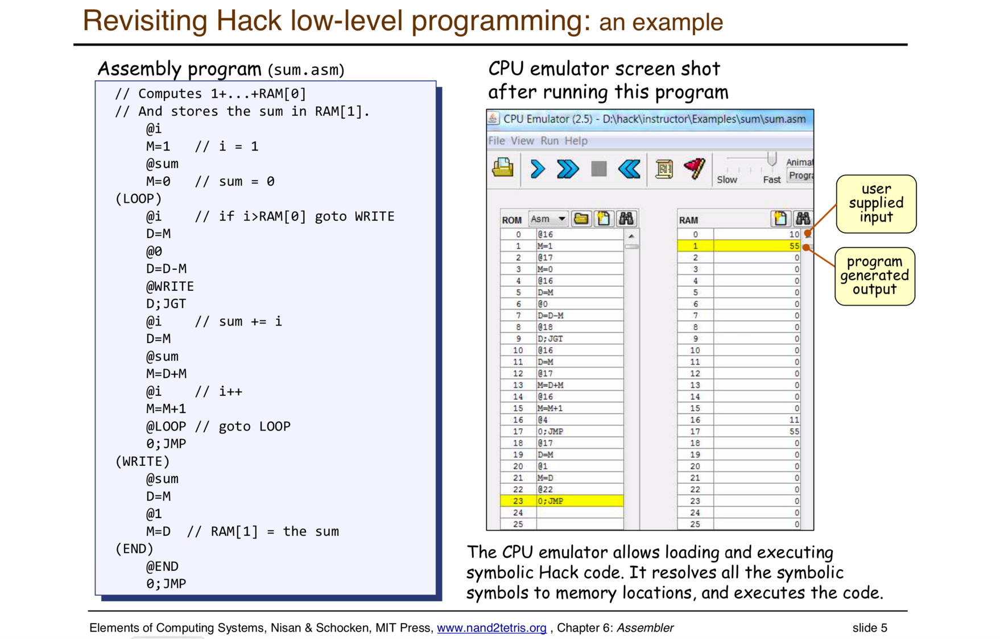 Revisiting Hack low-level programming: an example
Assembly program (sum.asm)
// Computes 1+...+RAM[0]
// And stores the sum in RAM[1].
@i
M=1 // i = 1
@sum
M=0 // sum = 0
(LOOP)
@i // if i>RAM[0] goto WRITE
D=M
@0
D=D-M
@WRITE
D;JGT
@i // sum += i
D=M
@sum
M=D+M
@i // i++
M=M+1
@LOOP // goto LOOP
0;JMP
(WRITE)
@sum
D=M
@1
M=D // RAM[1] = the sum
(END)
@END
0;JMP
CPU emulator screen shot
after running this program
CPU Emulator (2.5) - D:\hack\instructor\Examples\sum\sum.asm
File View Run Help
Slow Fast
Animat
Progra
ROM Asm
0 @16
1 M=1
2 @17
3 M=0
4 @16
5 D=M
6 @0
7 D=D-M
8 @18
9 D;JGT
10 @16
11 D=M
12 @17
13 M=D+M
14 @16
15 M=M+1
16 @4
17 0;JMP
18 @17
19 D=M
20 @1
21 M=D
22 @22
23 0;JMP
24
25
RAM
0 10
1 55
2 0
3 0
4 0
5 0
6 0
7 0
8 0
9 0
10 0
11 0
12 0
13 0
14 0
15 0
16 11
17 55
18 0
19 0
20 0
21 0
22 0
23 0
24 0
25 0
user
supplied
input
program
generated
output
The CPU emulator allows loading and executing
symbolic Hack code. It resolves all the symbolic
symbols to memory locations, and executes the code.
Elements of Computing Systems, Nisan & Schocken, MIT Press, www.nand2tetris.org , Chapter 6: Assembler
slide 5